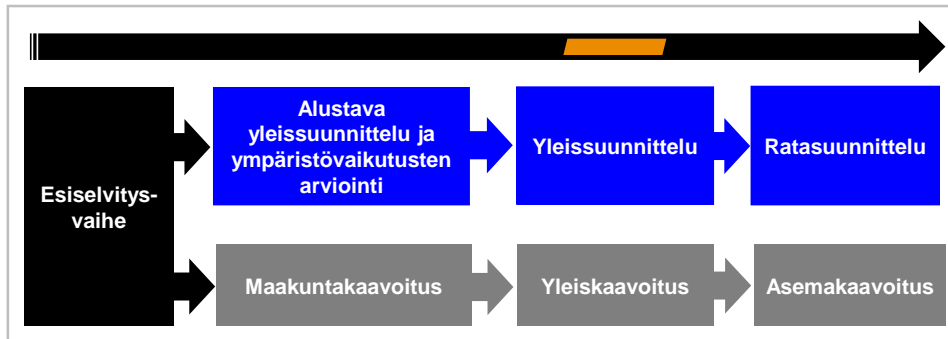 Esiselvitys-
vaihe
Alustava
yleissuunnittelu ja
ympäristövaikutusten
arviointi
Yleissuunnittelu
Ratasuunnittelu
Maakuntakaavoitus
Yleiskaavoitus
Asemakaavoitus